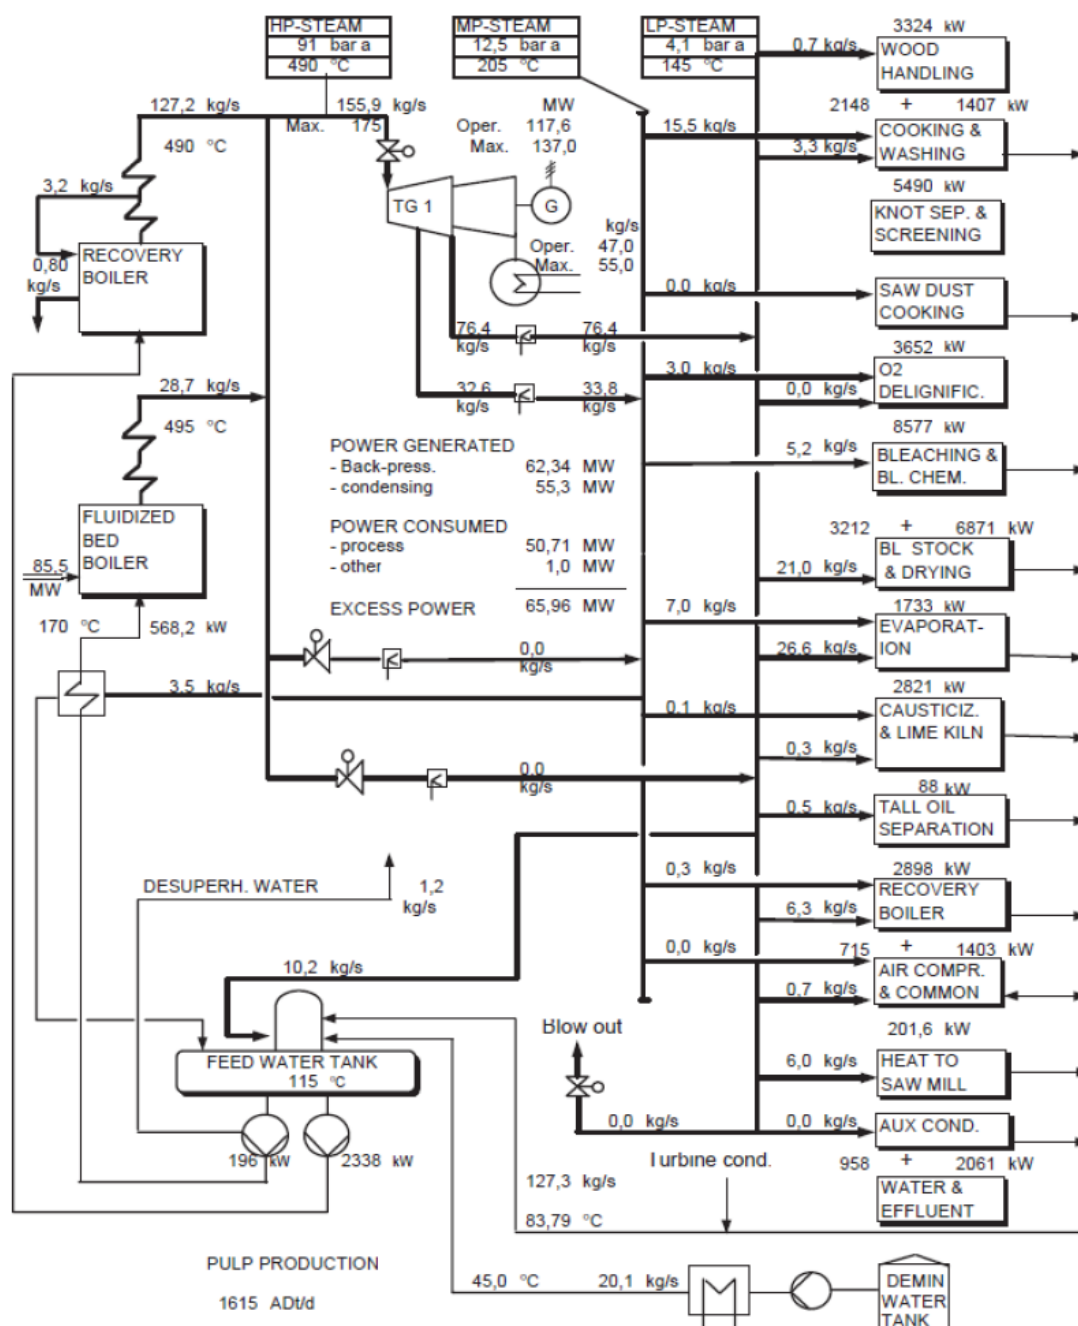 HP-STEAM
91 bar a
490 °C
MP-STEAM
12,5 bar a
205 °C
LP-STEAM
4,1 bar a
145 °C
127,2 kg/s
155,9 kg/s
Max. 175
490 °C
3,2 kg/s
0,80
kg/s
RECOVERY
BOILER
TG 1
MW
Oper. 117,6
Max. 137,0
G
kg/s
Oper. 47,0
Max. 55,0
76,4
kg/s
76,4
32,6
kg/s
33,8
kg/s
28,7 kg/s
495 °C
FLUIDIZED
BED
BOILER
85,5
MW
170 °C
568,2 kW
3,5 kg/s
POWER GENERATED
- Back-press. 62,34 MW
- condensing 55,3 MW
POWER CONSUMED
- process 50,71 MW
- other 1,0 MW
EXCESS POWER 65,96 MW
0,0
kg/s
0,0
kg/s
DESUPERH. WATER
1,2
kg/s
10,2 kg/s
FEED WATER TANK
115 °C
196 kW
2338 kW
PULP PRODUCTION
1615 ADt/d
0,7 kg/s
3324 kW
WOOD
HANDLING
2148 + 1407 kW
15,5 kg/s
3,3 kg/s
COOKING &
WASHING
5490 kW
KNOT SEP. &
SCREENING
0,0 kg/s
SAW DUST
COOKING
3652 kW
3,0 kg/s
0,0 kg/s
O2
DELIGNIFIC.
8577 kW
5,2 kg/s
BLEACHING &
BL. CHEM.
3212 + 6871 kW
21,0 kg/s
BL STOCK
& DRYING
1733 kW
7,0 kg/s
26,6 kg/s
EVAPORAT-
ION
2821 kW
0,1 kg/s
0,3 kg/s
CAUSTICIZ.
& LIME KILN
88 kW
0,5 kg/s
TALL OIL
SEPARATION
2898 kW
0,3 kg/s
6,3 kg/s
RECOVERY
BOILER
715 + 1403 kW
0,0 kg/s
0,7 kg/s
AIR COMPR.
& COMMON
201,6 kW
6,0 kg/s
HEAT TO
SAW MILL
Blow out
0,0 kg/s
0,0 kg/s
AUX COND.
958 + 2061 kW
WATER &
EFFLUENT
Turbine cond.
127,3 kg/s
83,79 °C
45,0 °C
20,1 kg/s
DEMIN
WATER
TANK